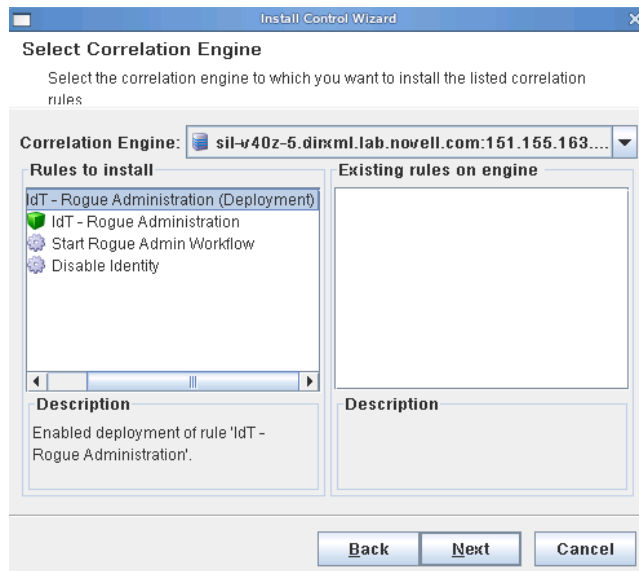 Install Control Wizard
Select Correlation Engine
Select the correlation engine to which you want to install the listed correlation
rules
Correlation Engine: sil-v40z-5.dirxml.lab.novell.com:151.155.163....
Rules to install
Existing rules on engine
IdT - Rogue Administration (Deployment)
IdT - Rogue Administration
Start Rogue Admin Workflow
Disable Identity
Description
Enabled deployment of rule 'IdT -
Rogue Administration'.
Description
Back Next Cancel